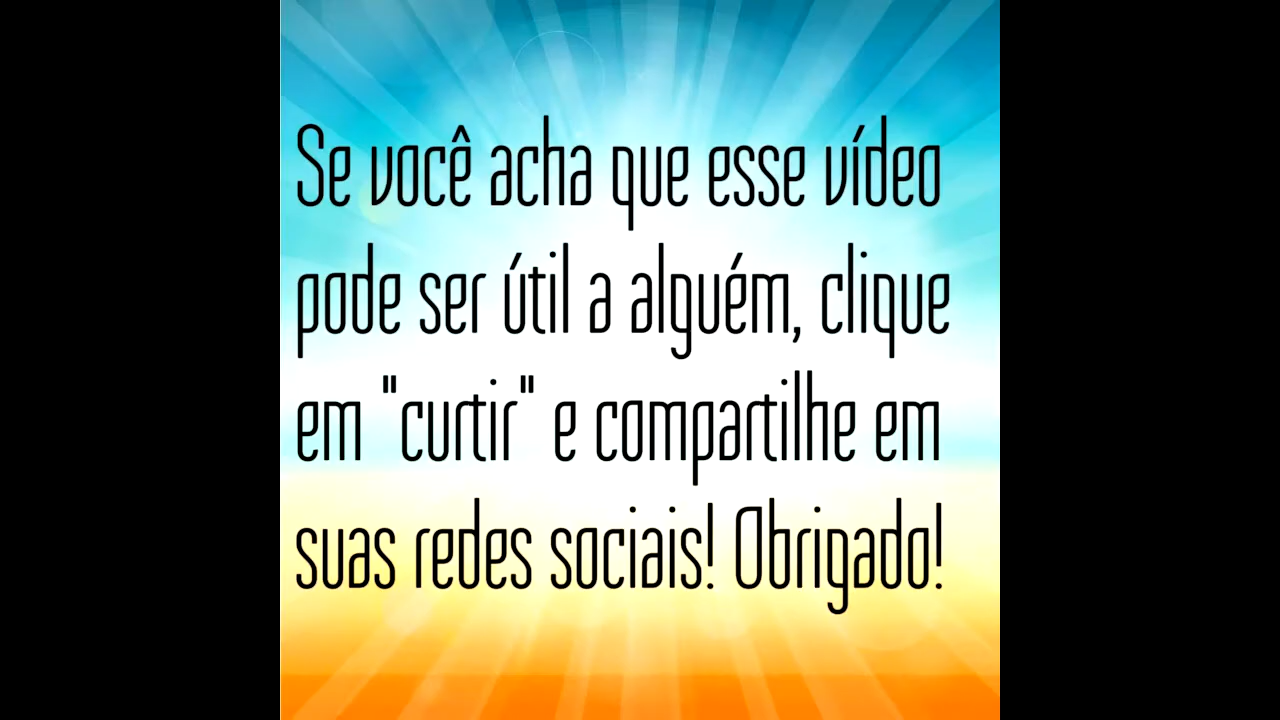 Se você acha que esse vídeo
pode ser útil a alguém, clique
em "curtir" e compartilhe em
suas redes sociais! Obrigado!